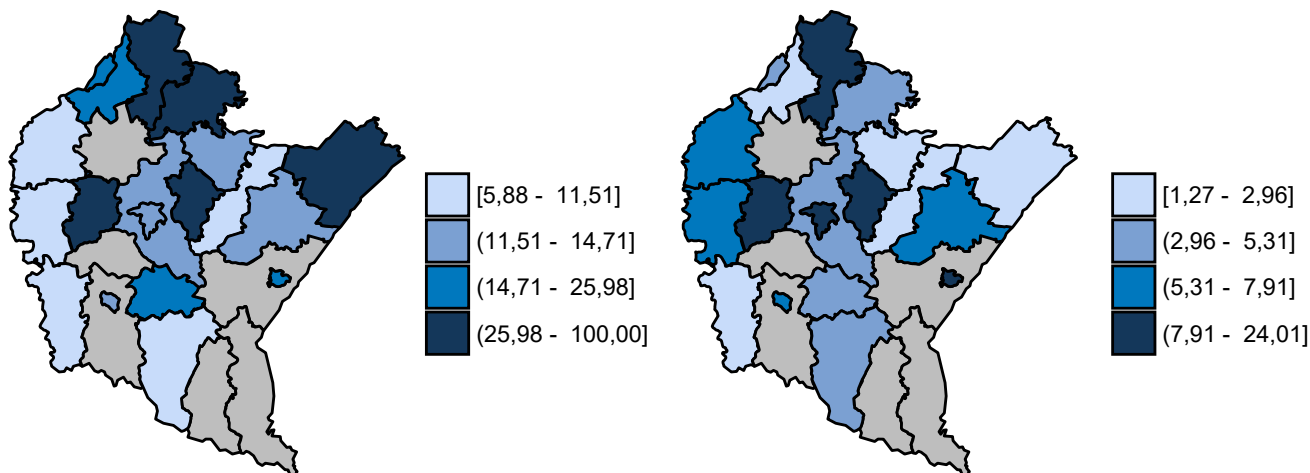 [5,88 - 11,51]
(11,51 - 14,71]
(14,71 - 25,98]
(25,98 - 100,00]
[1,27 - 2,96]
(2,96 - 5,31]
(5,31 - 7,91]
(7,91 - 24,01]